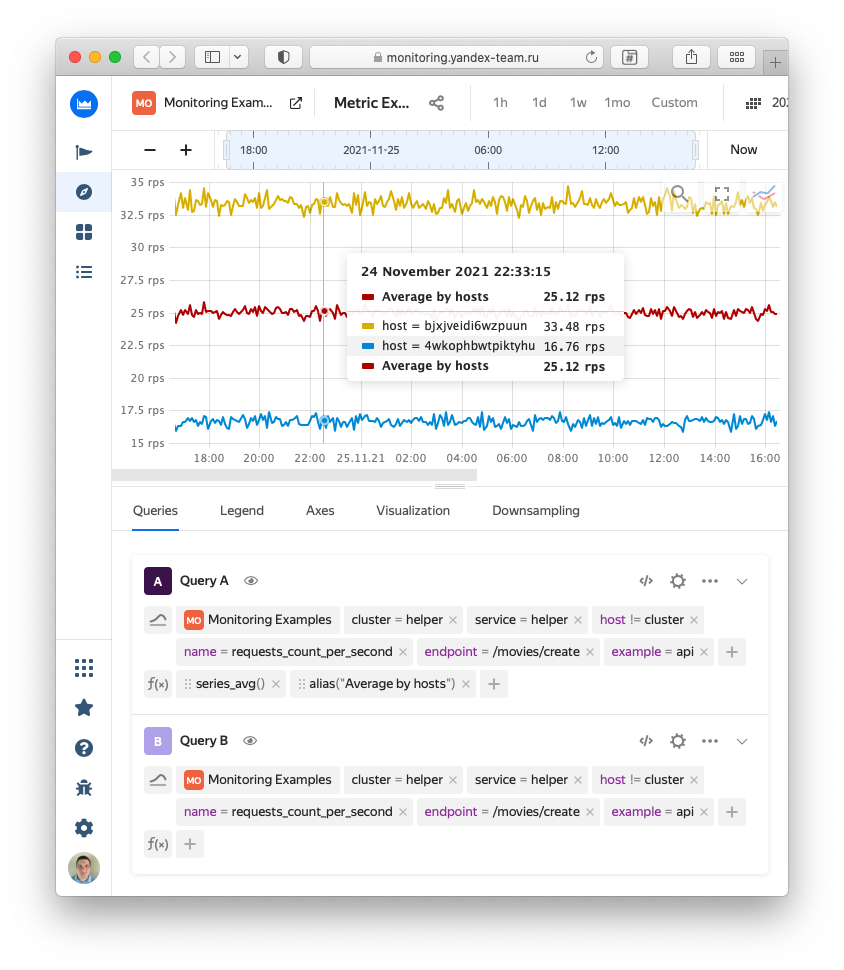 monitoring.yandex-team.ru
MO Monitoring Exam... Metric Ex... 1h 1d 1w 1mo Custom
18:00 2021-11-25 06:00 12:00 Now
35 rps
32.5 rps
30 rps
27.5 rps
25 rps
22.5 rps
20 rps
17.5 rps
15 rps
24 November 2021 22:33:15
Average by hosts 25.12 rps
host = bjxjveidi6wzpuun 33.48 rps
host = 4wkophbwtpiktyhu 16.76 rps
Average by hosts 25.12 rps
18:00 20:00 22:00 25.11.21 02:00 04:00 06:00 08:00 10:00 12:00 14:00 16:00
Queries Legend Axes Visualization Downsampling
A Query A
MO Monitoring Examples cluster = helper × service = helper × host != cluster ×
name = requests_count_per_second × endpoint = /movies/create × example = api × +
f(x) series_avg() × alias("Average by hosts") × +
B Query B
MO Monitoring Examples cluster = helper × service = helper × host != cluster ×
name = requests_count_per_second × endpoint = /movies/create × example = api × +
f(x) +